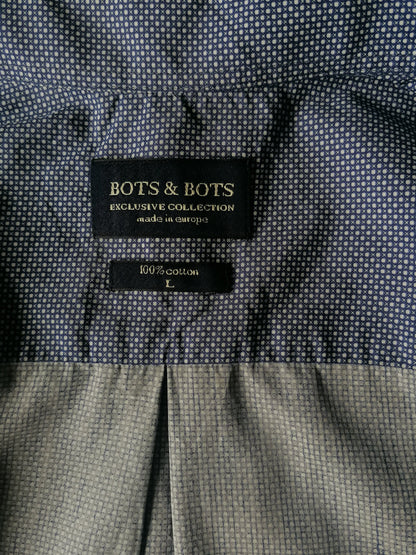 BOTS & BOTS
EXCLUSIVE COLLECTION
made in europe
100% cotton
L